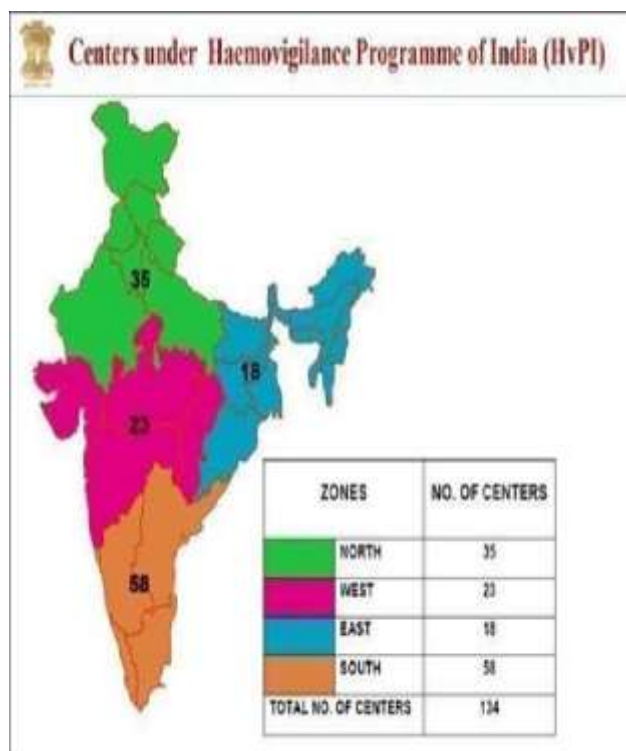 Centers under Haemovigilance Programme of India (HvPI)
35
18
23
58
ZONES NO. OF CENTERS
NORTH 35
WEST 23
EAST 18
SOUTH 58
TOTAL NO. OF CENTERS 134